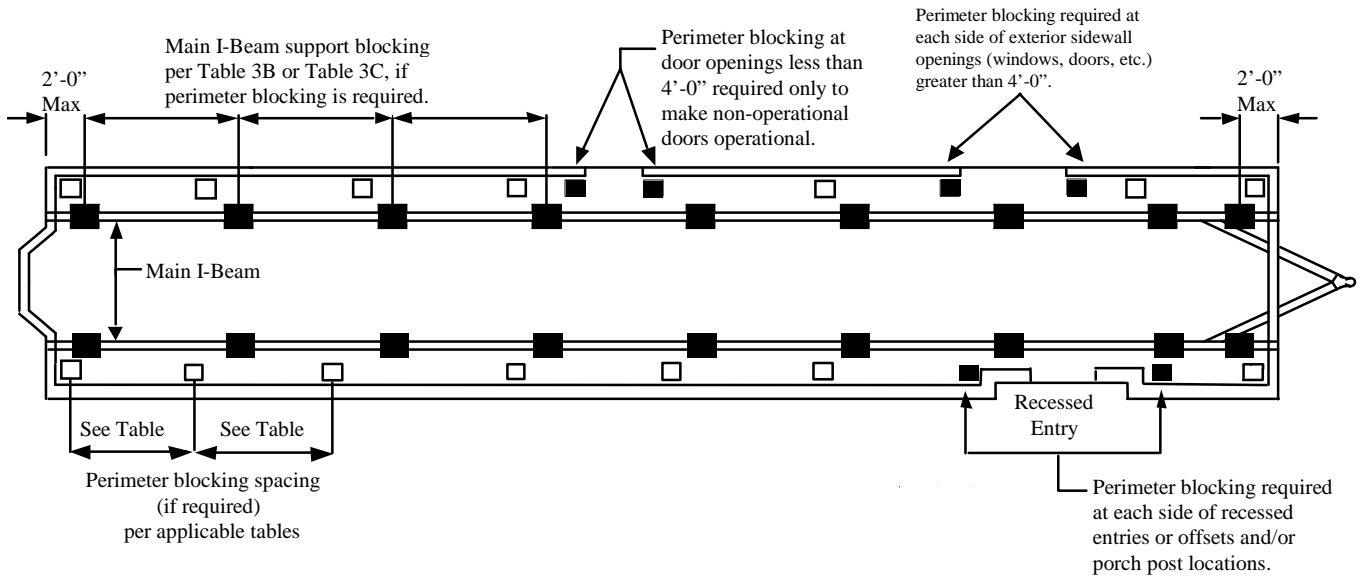 Main I-Beam support blocking
per Table 3B or Table 3C, if
perimeter blocking is required.
2’-0”
Max
Perimeter blocking at
door openings less than
4’-0” required only to
make non-operational
doors operational.
Perimeter blocking required at
each side of exterior sidewall
openings (windows, doors, etc.)
greater than 4’-0”.
2’-0”
Max
Main I-Beam
See Table
See Table
Perimeter blocking spacing
(if required)
per applicable tables
Recessed
Entry
Perimeter blocking required
at each side of recessed
entries or offsets and/or
porch post locations.